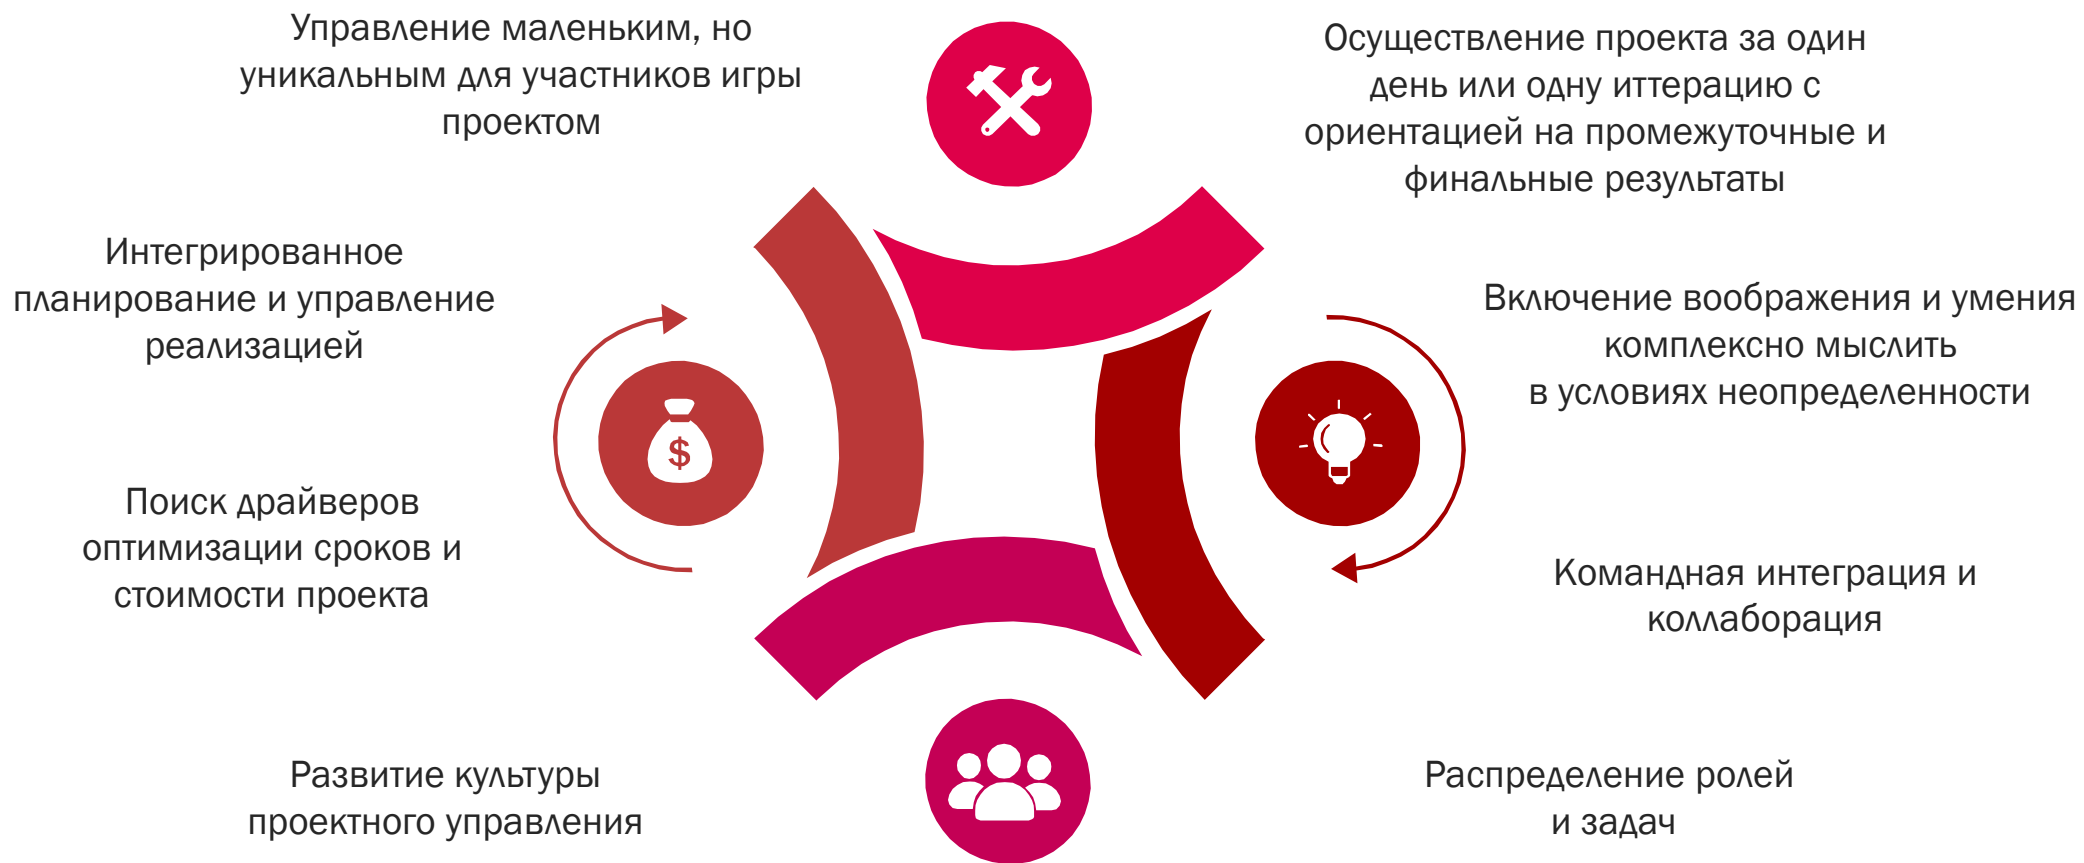 Управление маленьким, но
уникальным для участников игры
проектом
Осуществление проекта за один
день или одну иттерацию с
ориентацией на промежуточные и
финальные результаты
Интегрированное
планирование и управление
реализацией
Включение воображения и умения
комплексно мыслить
в условиях неопределенности
$
Поиск драйверов
оптимизации сроков и
стоимости проекта
Командная интеграция и
коллаборация
Развитие культуры
проектного управления
Распределение ролей
и задач